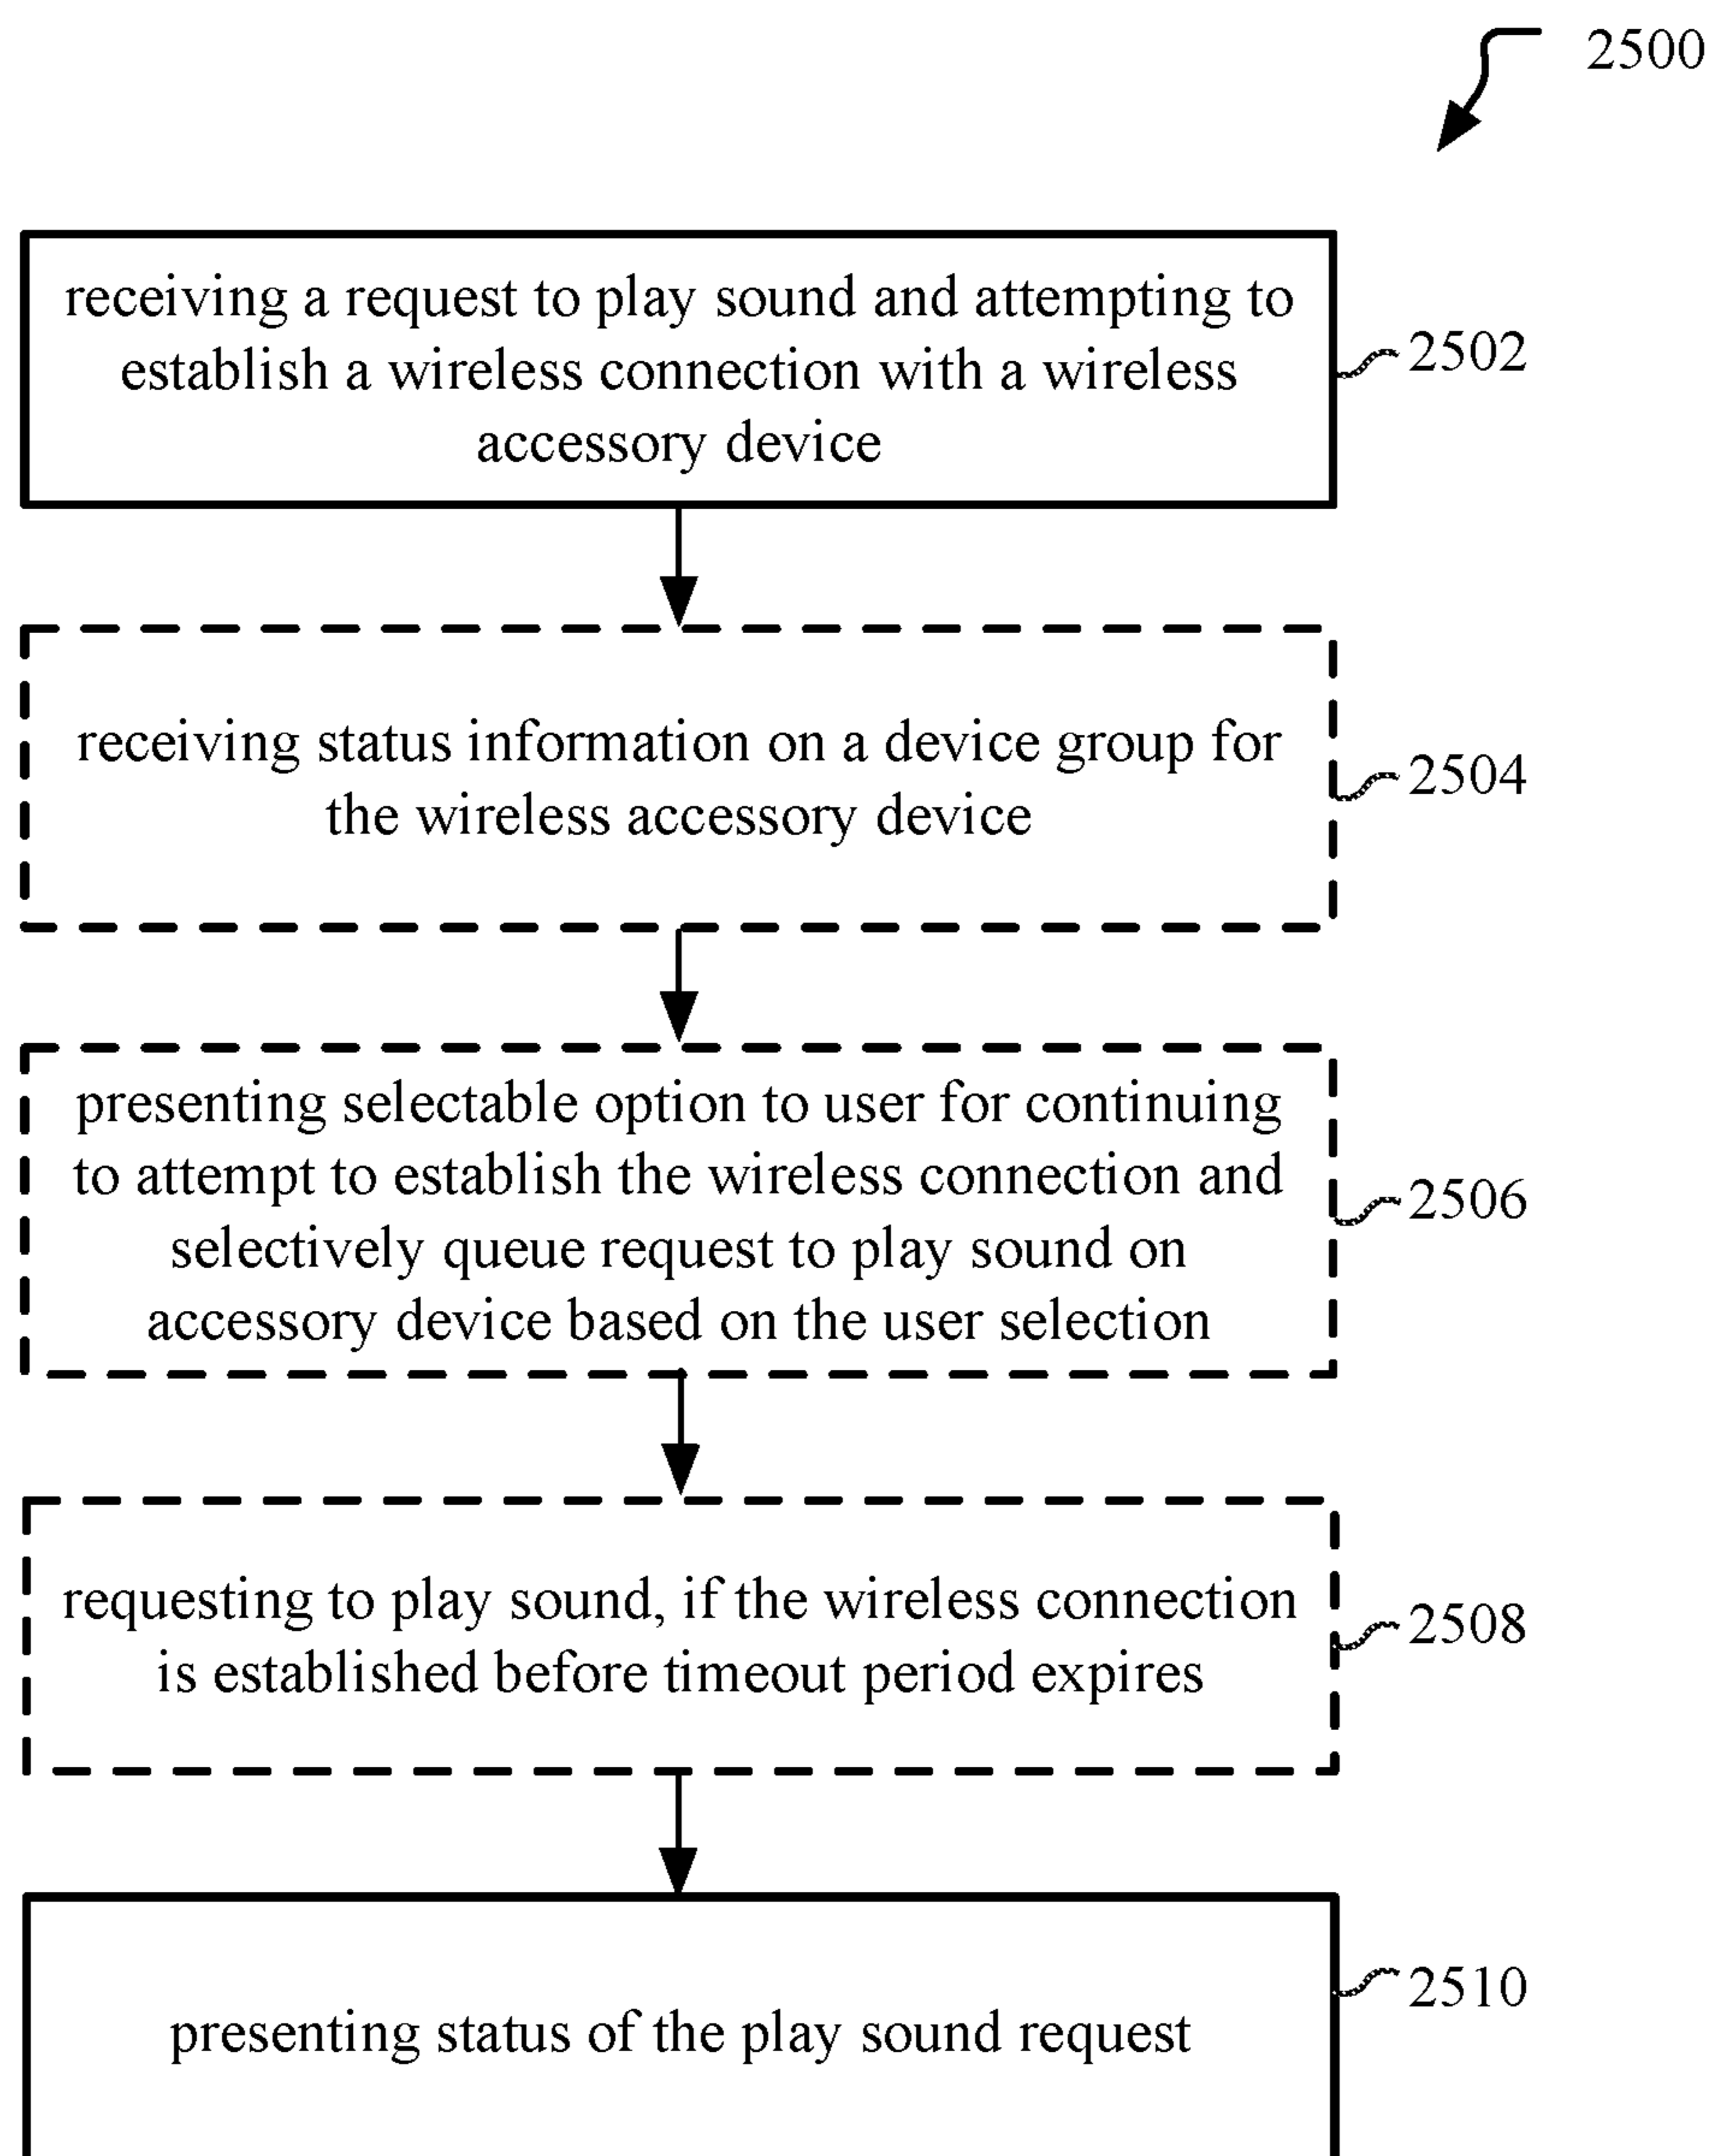 2500
receiving a request to play sound and attempting to
establish a wireless connection with a wireless
accessory device
2502
receiving status information on a device group for
the wireless accessory device
2504
presenting selectable option to user for continuing
to attempt to establish the wireless connection and
selectively queue request to play sound on
accessory device based on the user selection
2506
requesting to play sound, if the wireless connection
is established before timeout period expires
2508
presenting status of the play sound request
2510